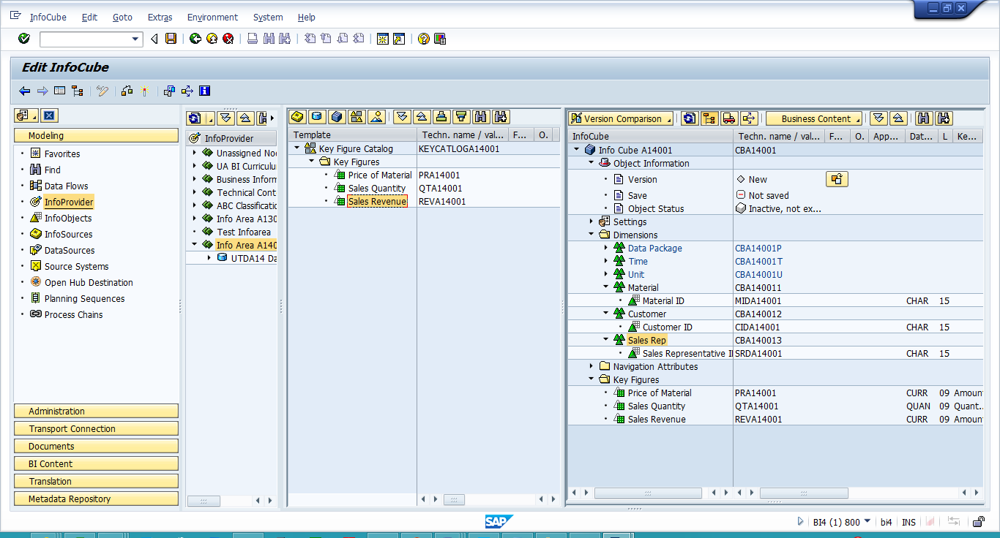 InfoCube Edit Goto Extras Environment System Help
Edit InfoCube
Modeling
Favorites
Find
Data Flows
InfoProvider
InfoObjects
InfoSources
DataSources
Source Systems
Open Hub Destination
Planning Sequences
Process Chains
Administration
Transport Connection
Documents
BI Content
Translation
Metadata Repository
InfoProvider
Unassigned No
UA BI Curriculu
Business Inform
Technical Cont
ABC Classificatio
Info Area A130
Test Infoarea
Info Area A140
UTDA14 Da
Template Techn. name / val... F... O.
Key Figure Catalog KEYCATLOGA14001
Key Figures
Price of Material PRA14001
Sales Quantity QTA14001
Sales Revenue REVA14001
Version Comparison Business Content
InfoCube Techn. name / val... F... O. App... Dat... L Ke...
Info Cube A14001 CBA14001
Object Information
Version New
Save Not saved
Object Status Inactive, not ex...
Settings
Dimensions
Data Package CBA14001P
Time CBA14001T
Unit CBA14001U
Material CBA140011
Material ID MIDA14001 CHAR 15
Customer CBA140012
Customer ID CIDA14001 CHAR 15
Sales Rep CBA140013
Sales Representative I SRDA14001 CHAR 15
Navigation Attributes
Key Figures
Price of Material PRA14001 CURR 09 Amoun
Sales Quantity QTA14001 QUAN 09 Quant..
Sales Revenue REVA14001 CURR 09 Amoun
SAP
BI4 (1) 800 bi4 INS